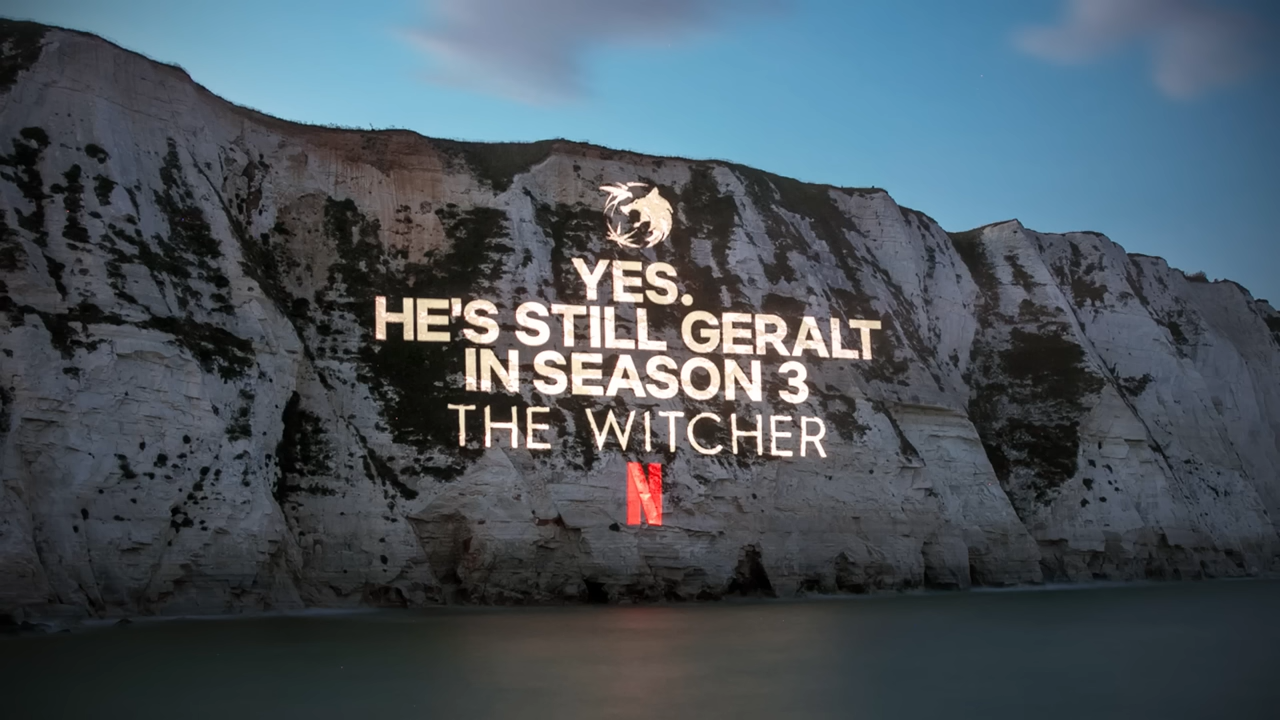 YES.
HE'S STILL GERALT
IN SEASON 3
THE WITCHER
N